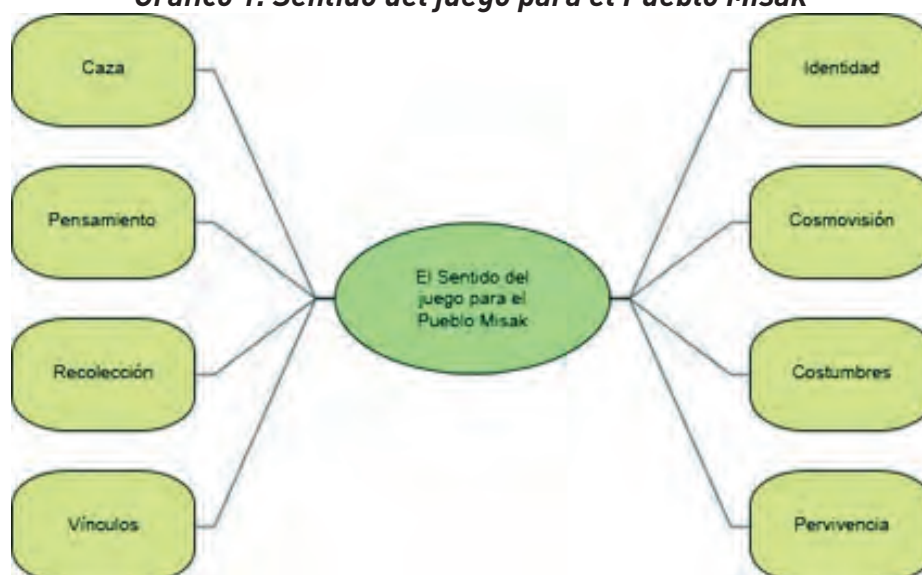 Gráfico 1. Sentido del juego para el Pueblo Misak
Caza
Pensamiento
Recolección
Vínculos
El Sentido del
juego para el
Pueblo Misak
Identidad
Cosmovisión
Costumbres
Pervivencia